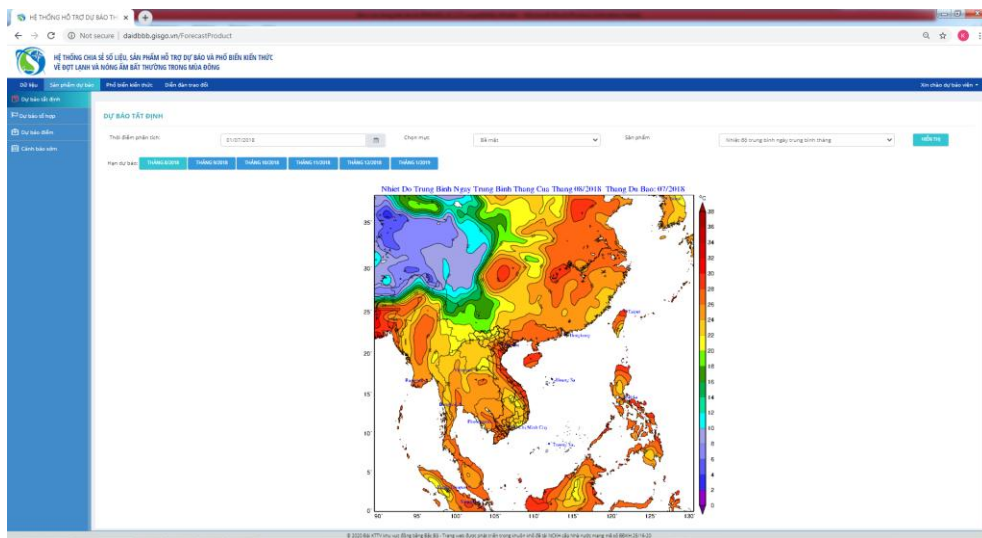 HỆ THỐNG HỖ TRỢ DỰ BÁO TH
Not secure | daidbbb.gisgo.vn/ForecastProduct
HỆ THỐNG CHIA SẺ SỐ LIỆU, SẢN PHẨM HỖ TRỢ DỰ BÁO VÀ PHỔ BIẾN KIẾN THỨC
VỀ ĐỢT LẠNH VÀ NÓNG ẤM BẤT THƯỜNG TRONG MÙA ĐÔNG
Dữ liệu Sản phẩm dự báo Phổ biến kiến thức Diễn đàn trao đổi Xin chào dự báo viên
Dự báo tất định
Dự báo tổ hợp
Dự báo điểm
Cảnh báo sớm
DỰ BÁO TẤT ĐỊNH
Thời điểm phân tích 01/07/2018 Chọn mực Bề mặt Sản phẩm Nhiệt độ trung bình ngày trung bình tháng HIỂN THỊ
Hạn dự báo THÁNG 8/2018 THÁNG 9/2018 THÁNG 10/2018 THÁNG 11/2018 THÁNG 12/2018 THÁNG 1/2019
Nhiet Do Trung Binh Ngay Trung Binh Thang Cua Thang 08/2018 Thang Du Bao: 07/2018
°C
38
36
34
32
30
28
26
24
22
20
18
16
14
12
10
8
6
4
2
0
35°
30°
25°
20°
15°
10°
5°
0°
Hongkong
Hoang Sa
Truong Sa
90° 95° 100° 105° 110° 115° 120° 125° 130°